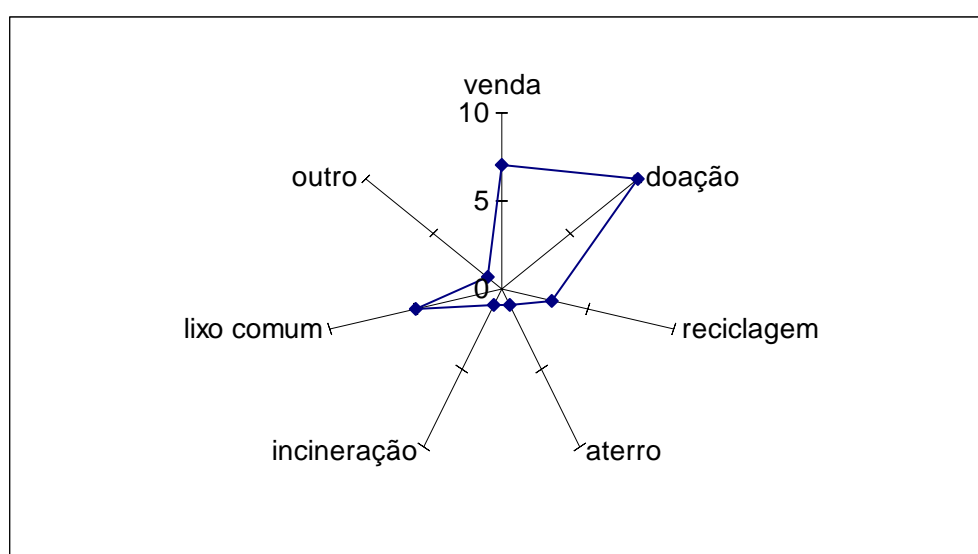 venda
10
outro
doação
5
0
lixo comum
reciclagem
incineração
aterro